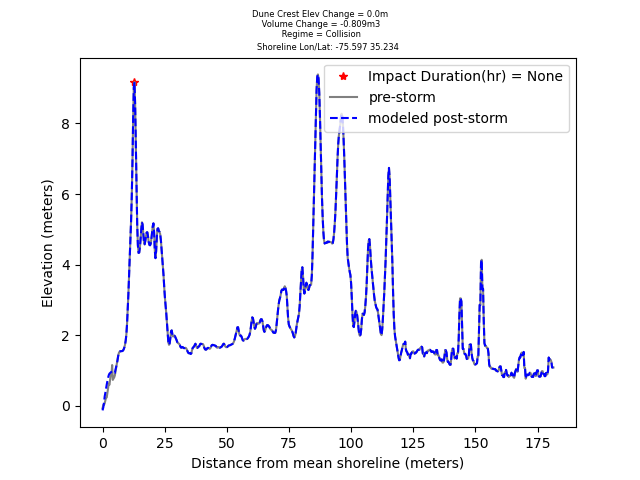 Dune Crest Elev Change = 0.0m
Volume Change = -0.809m3
Regime = Collision
Shoreline Lon/Lat: -75.597 35.234
Impact Duration(hr) = None
pre-storm
modeled post-storm
Elevation (meters)
8
6
4
2
0
0 25 50 75 100 125 150 175
Distance from mean shoreline (meters)